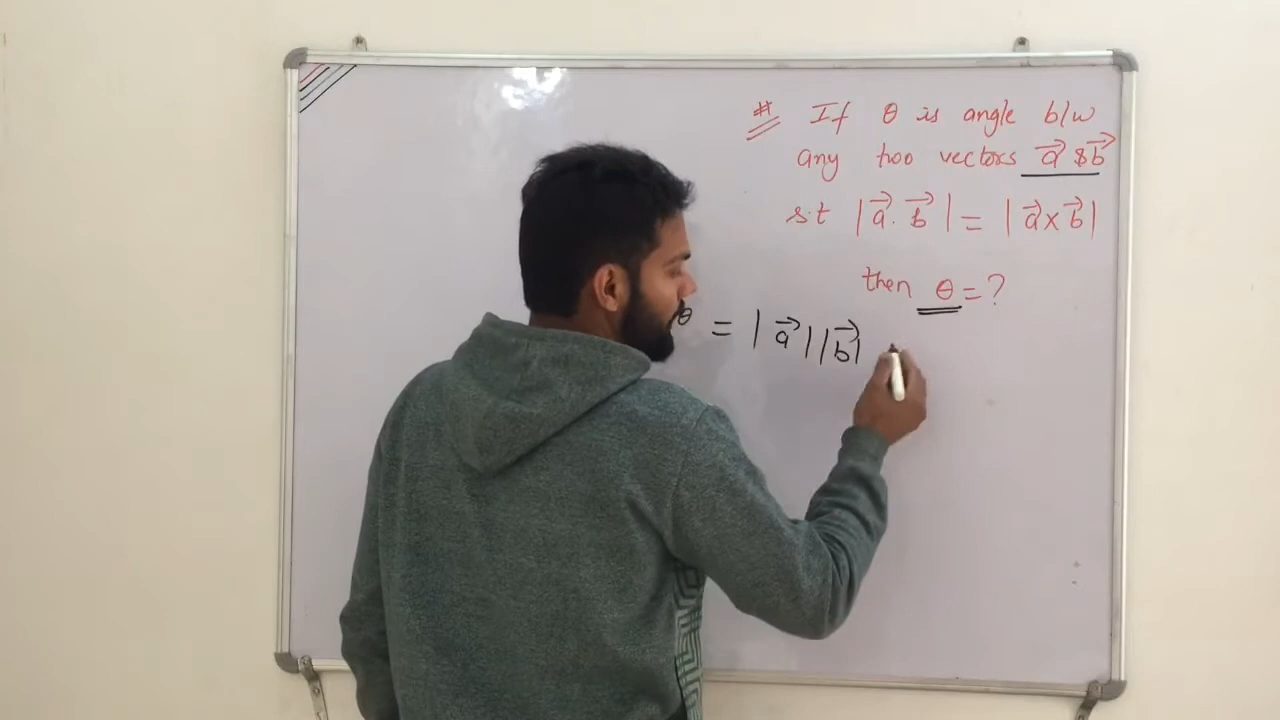 # If θ is angle b/w
any two vectors a⃗ & b⃗
s.t |a⃗ . b⃗| = |a⃗ x b⃗|
then θ = ?
θ = |a⃗| |b⃗|